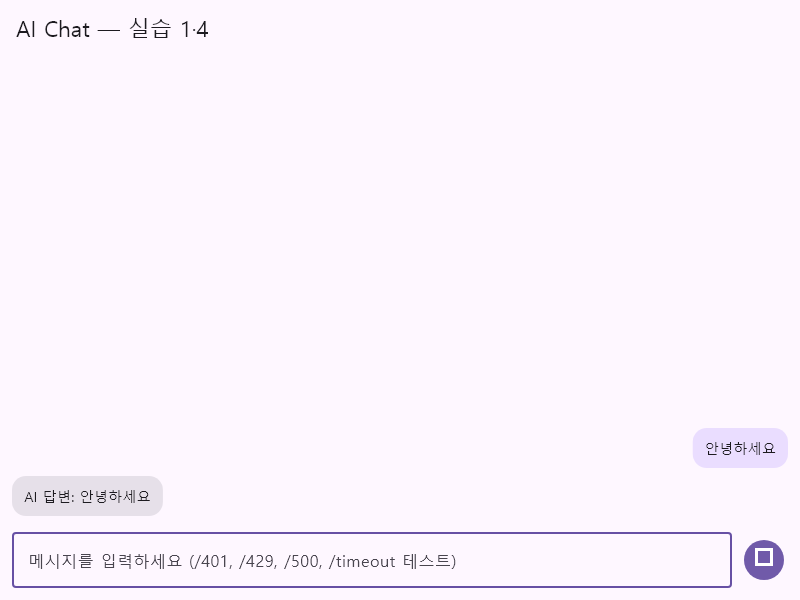 AI Chat — 실습 1·4
안녕하세요
AI 답변: 안녕하세요
메시지를 입력하세요 (/401, /429, /500, /timeout 테스트)